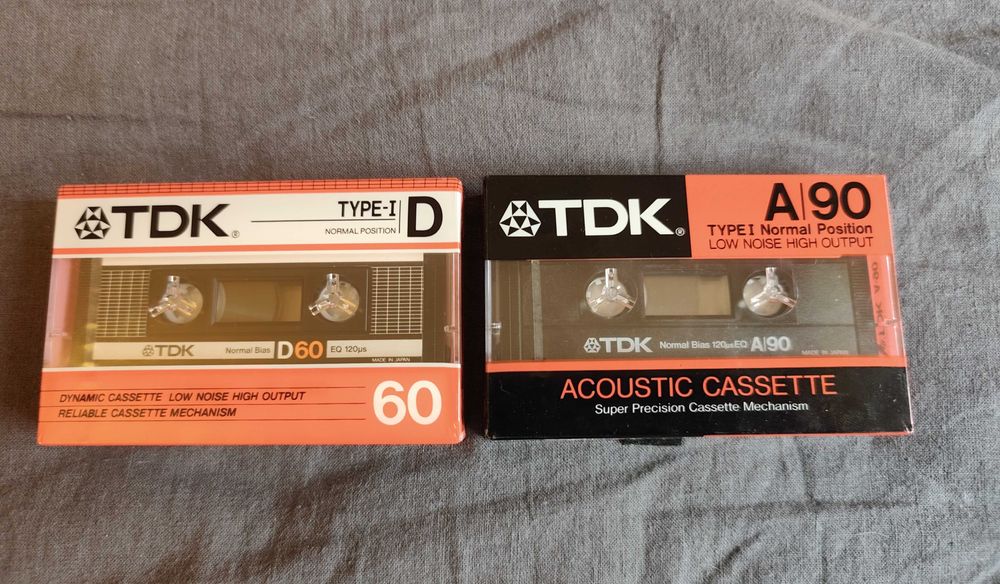 TDK®
TYPE-I D
NORMAL POSITION
TDK Normal Bias D60 EQ 120µs
MADE IN JAPAN
DYNAMIC CASSETTE LOW NOISE HIGH OUTPUT
RELIABLE CASSETTE MECHANISM
60
TDK®
A|90
TYPE I Normal Position
LOW NOISE HIGH OUTPUT
TDK A·90
TDK Normal Bias 120µs EQ A|90
MADE IN JAPAN
ACOUSTIC CASSETTE
Super Precision Cassette Mechanism